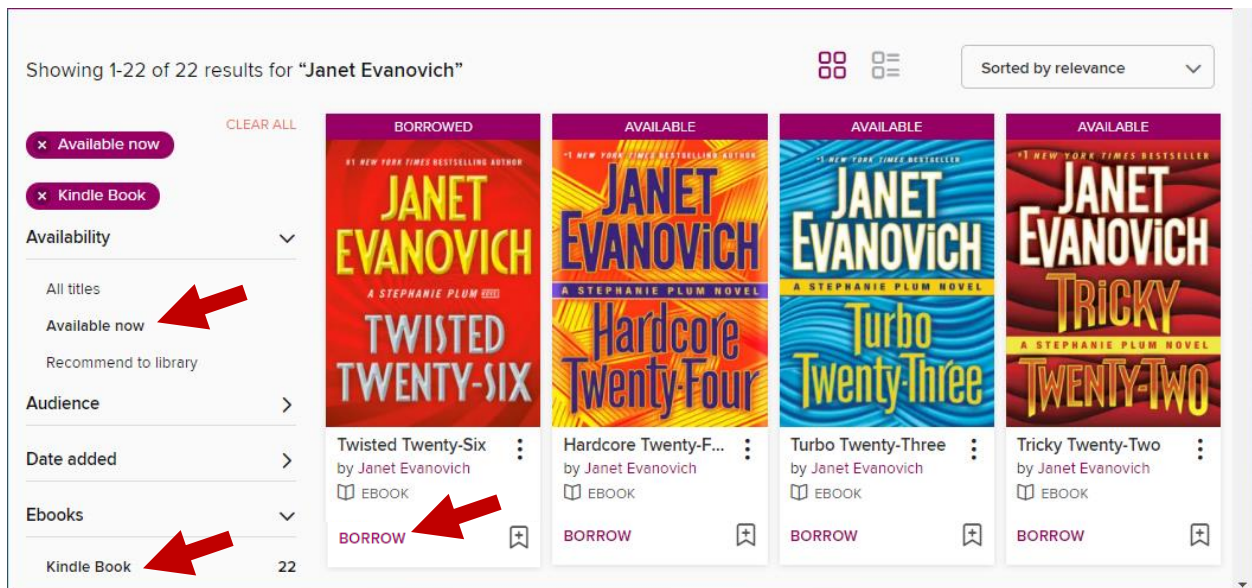 Showing 1-22 of 22 results for “Janet Evanovich”
Sorted by relevance
CLEAR ALL
× Available now
× Kindle Book
Availability
All titles
Available now
Recommend to library
Audience
Date added
Ebooks
Kindle Book 22
BORROWED
#1 NEW YORK TIMES BESTSELLING AUTHOR
JANET
EVANOVICH
A STEPHANIE PLUM NOVEL
TWISTED
TWENTY-SIX
Twisted Twenty-Six
by Janet Evanovich
EBOOK
BORROW
AVAILABLE
#1 NEW YORK TIMES BESTSELLING AUTHOR
JANET
EVANOVICH
A STEPHANIE PLUM NOVEL
Hardcore
Twenty-Four
Hardcore Twenty-F...
by Janet Evanovich
EBOOK
BORROW
AVAILABLE
#1 NEW YORK TIMES BESTSELLER
JANET
EVANOVICH
A STEPHANIE PLUM NOVEL
Turbo
Twenty-Three
Turbo Twenty-Three
by Janet Evanovich
EBOOK
BORROW
AVAILABLE
#1 NEW YORK TIMES BESTSELLER
JANET
EVANOVICH
TRICKY
A STEPHANIE PLUM NOVEL
TWENTY-TWO
Tricky Twenty-Two
by Janet Evanovich
EBOOK
BORROW